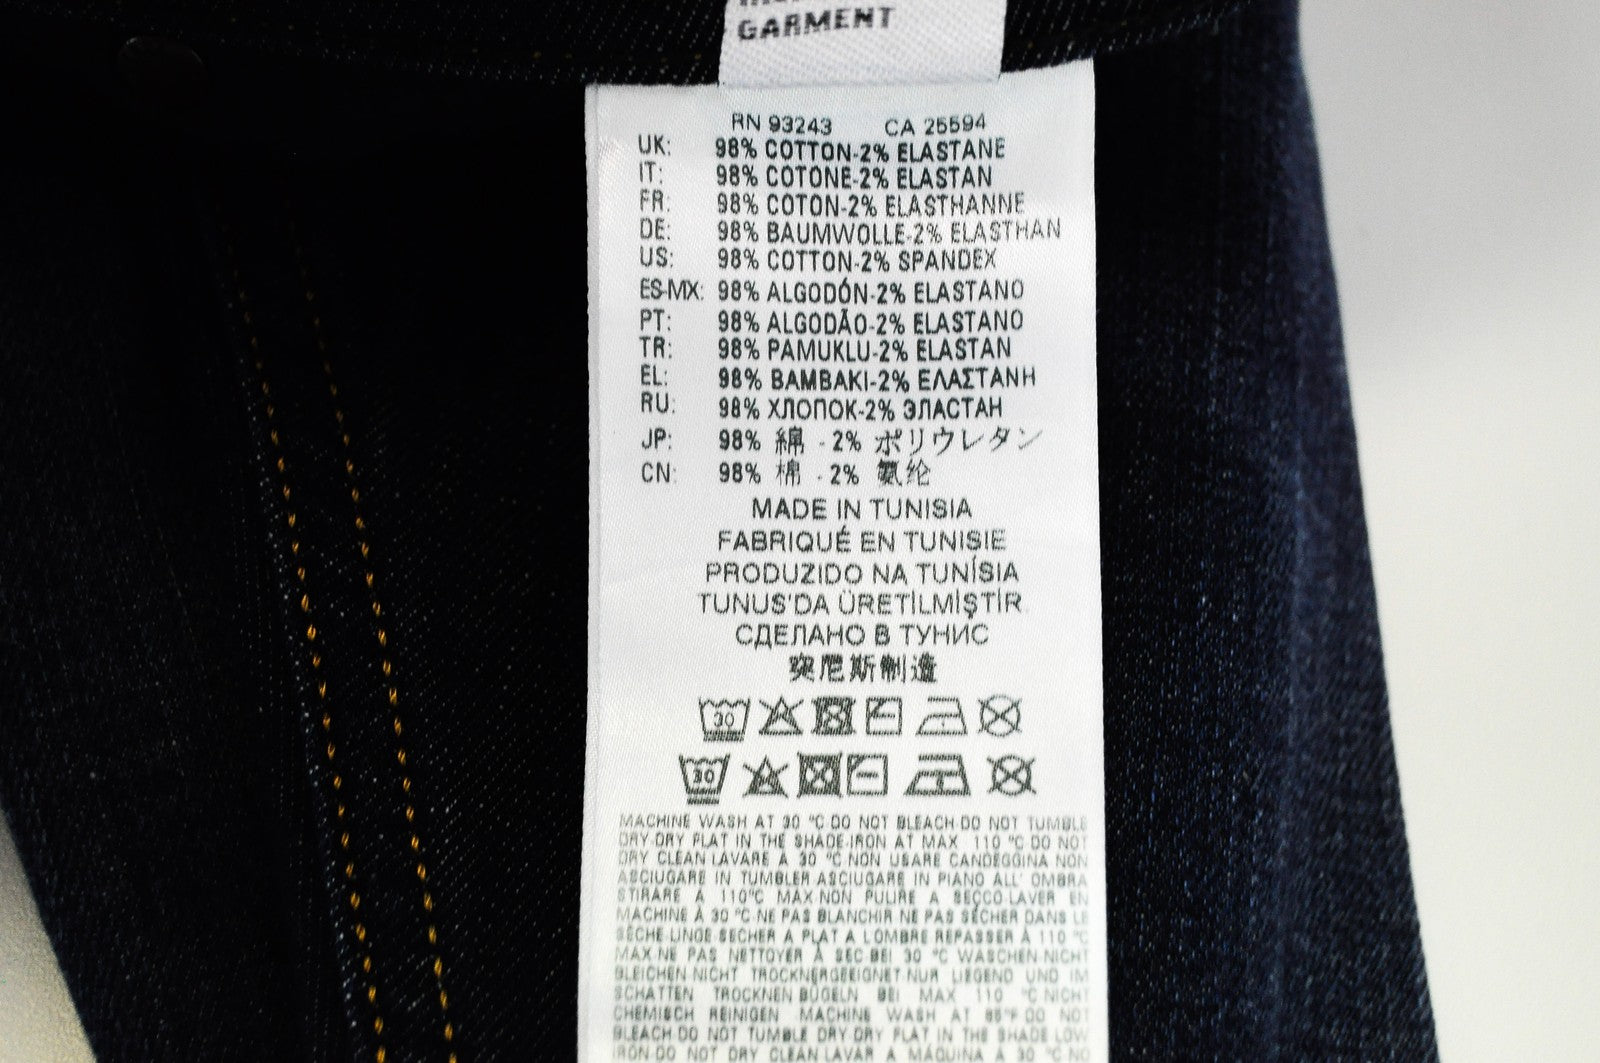 GARMENT
RN 93243 CA 25594
UK: 98% COTTON-2% ELASTANE
IT: 98% COTONE-2% ELASTAN
FR: 98% COTON-2% ELASTHANNE
DE: 98% BAUMWOLLE-2% ELASTHAN
US: 98% COTTON-2% SPANDEX
ES-MX: 98% ALGODÓN-2% ELASTANO
PT: 98% ALGODÃO-2% ELASTANO
TR: 98% PAMUKLU-2% ELASTAN
EL: 98% BAMBAKI-2% ΕΛΑΣΤΑΝΗ
RU: 98% ХЛОПОК-2% ЭЛАСТАН
JP: 98% 綿 - 2% ポリウレタン
CN: 98% 棉 - 2% 氨纶
MADE IN TUNISIA
FABRIQUÉ EN TUNISIE
PRODUZIDO NA TUNÍSIA
TUNUS'DA ÜRETİLMİŞTİR
СДЕЛАНО В ТУНИС
突尼斯制造
30
30
MACHINE WASH AT 30 °C-DO NOT BLEACH-DO NOT TUMBLE
DRY-DRY FLAT IN THE SHADE-IRON AT MAX 110 °C-DO NOT
DRY CLEAN-LAVARE A 30 °C-NON USARE CANDEGGINA-NON
ASCIUGARE IN TUMBLER-ASCIUGARE IN PIANO ALL' OMBRA
STIRARE A 110°C MAX-NON PULIRE A SECCO-LAVER EN
MACHINE À 30 °C-NE PAS BLANCHIR-NE PAS SÉCHER DANS LE
SÈCHE-LINGE-SECHER A PLAT A L'OMBRE-REPASSER À 110 °C
MAX-NE PAS NETTOYER À SEC-BEI 30 °C WASCHEN-NICHT
BLEICHEN-NICHT TROCKNERGEEIGNET-NUR LIEGEND UND IM
SCHATTEN TROCKNEN-BÜGELN BEI MAX 110 °C-NICHT
CHEMISCH REINIGEN MACHINE WASH AT 85°F-DO NOT
BLEACH-DO NOT TUMBLE DRY-DRY FLAT IN THE SHADE-LOW
IRON-DO NOT DRY CLEAN-LAVAR A MÁQUINA A 30 °C-NO